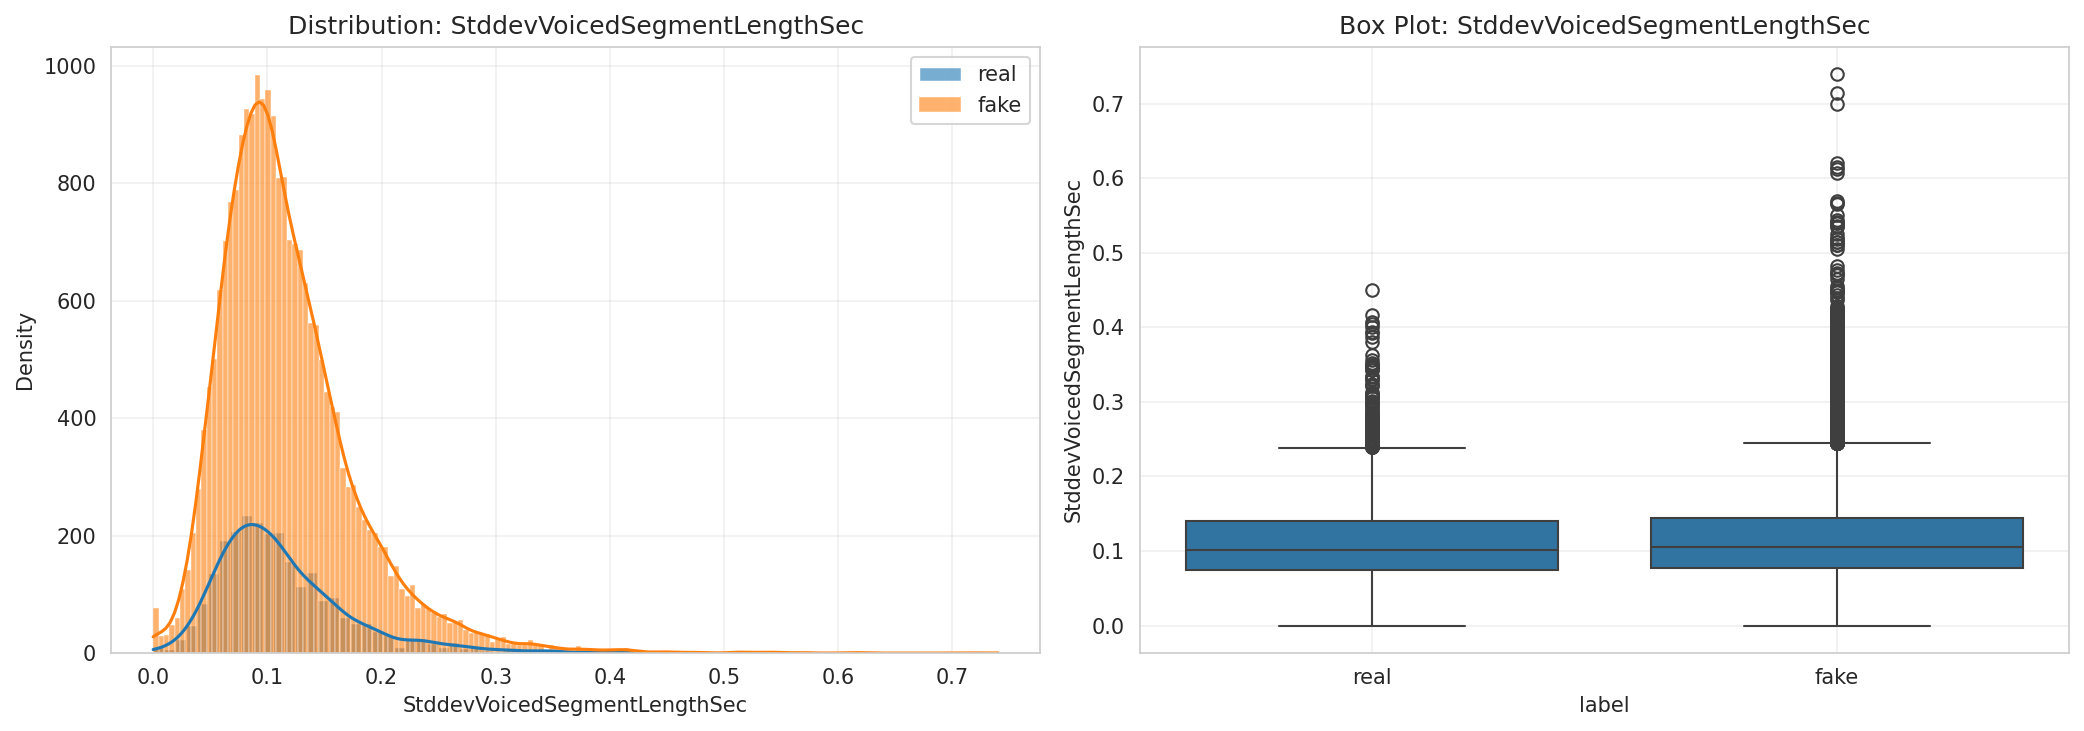 Distribution: StddevVoicedSegmentLengthSec
real
fake
Density
1000
800
600
400
200
0
0.0 0.1 0.2 0.3 0.4 0.5 0.6 0.7
StddevVoicedSegmentLengthSec
Box Plot: StddevVoicedSegmentLengthSec
StddevVoicedSegmentLengthSec
0.7
0.6
0.5
0.4
0.3
0.2
0.1
0.0
real fake
label